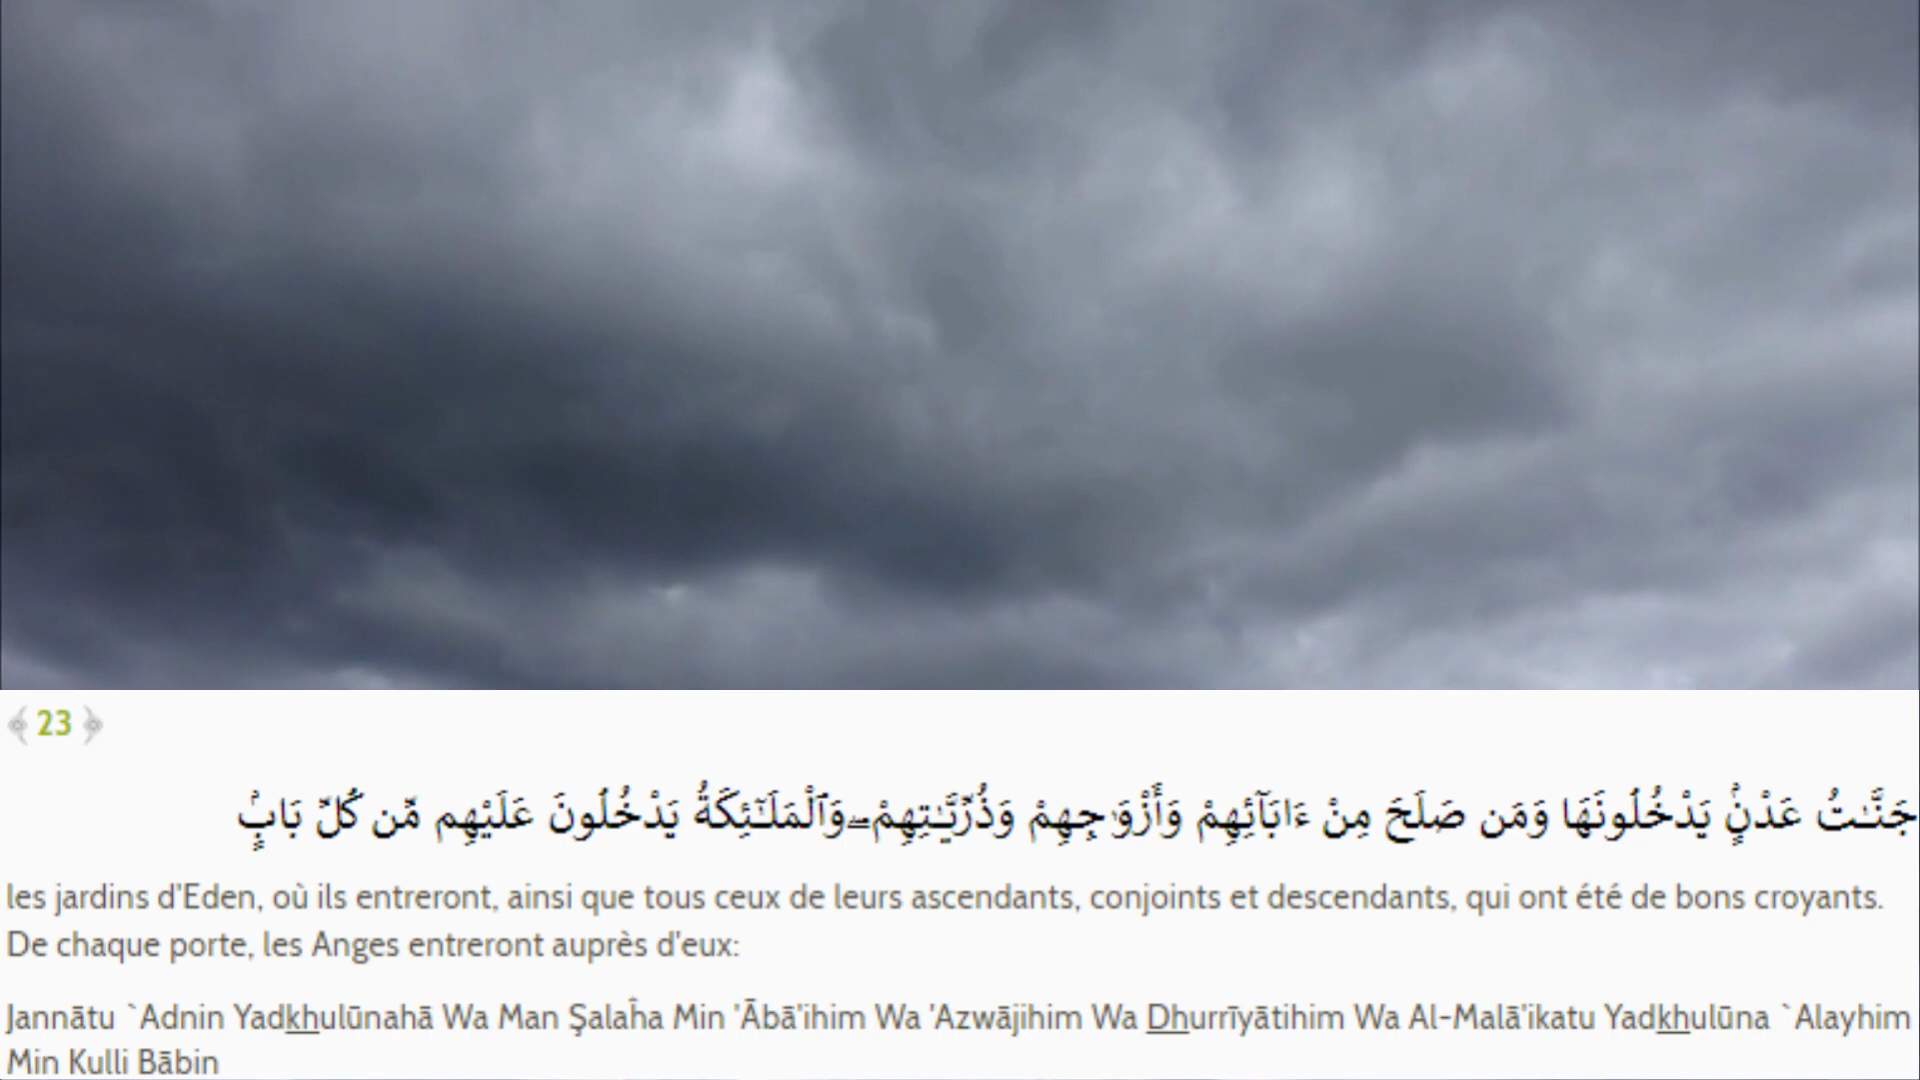 ﴾ 23 ﴿
جَنَّـٰتُ عَدْنٍۢ يَدْخُلُونَهَا وَمَن صَلَحَ مِنْ ءَابَآئِهِمْ وَأَزْوَٰجِهِمْ وَذُرِّيَّـٰتِهِمْ ۖ وَٱلْمَلَـٰٓئِكَةُ يَدْخُلُونَ عَلَيْهِم مِّن كُلِّ بَابٍۢ
les jardins d'Eden, où ils entreront, ainsi que tous ceux de leurs ascendants, conjoints et descendants, qui ont été de bons croyants.
De chaque porte, les Anges entreront auprès d'eux:
Jannātu `Adnin Yadkhulūnahā Wa Man Şalaĥa Min 'Ābā'ihim Wa 'Azwājihim Wa Dhurrīyātihim Wa Al-Malā'ikatu Yadkhulūna `Alayhim
Min Kulli Bābin